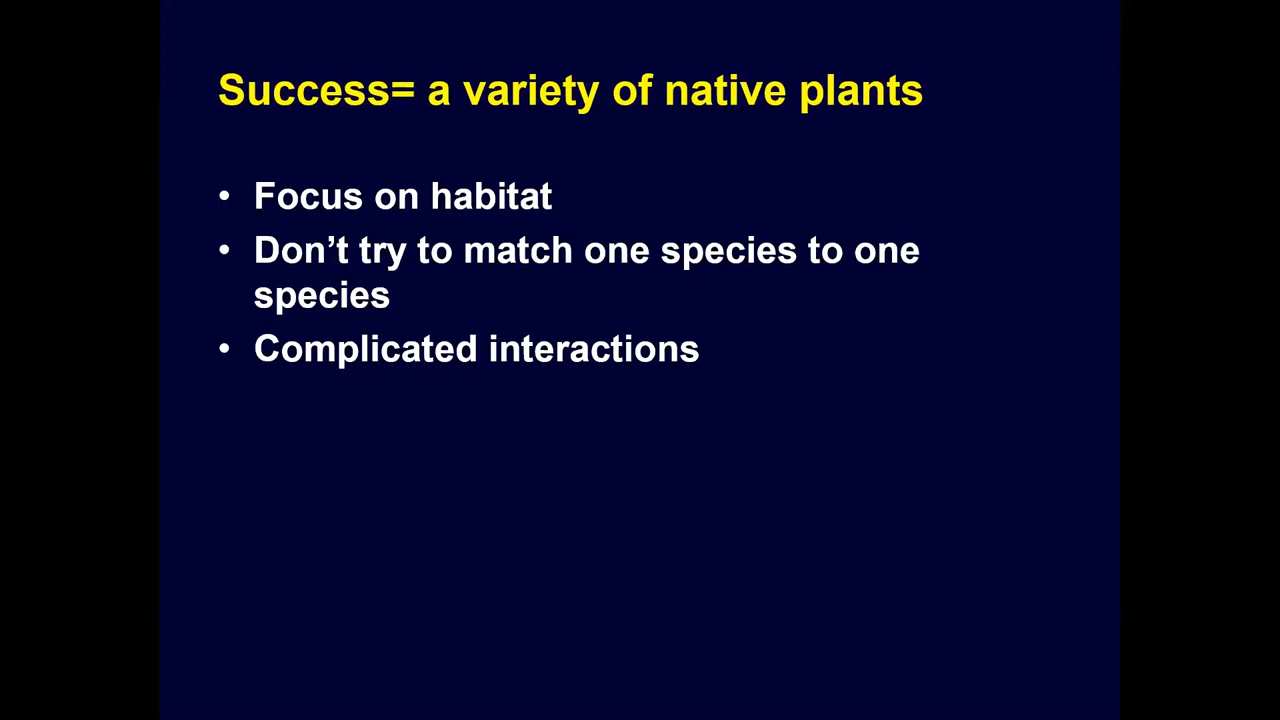 Success= a variety of native plants
• Focus on habitat
• Don’t try to match one species to one
species
• Complicated interactions